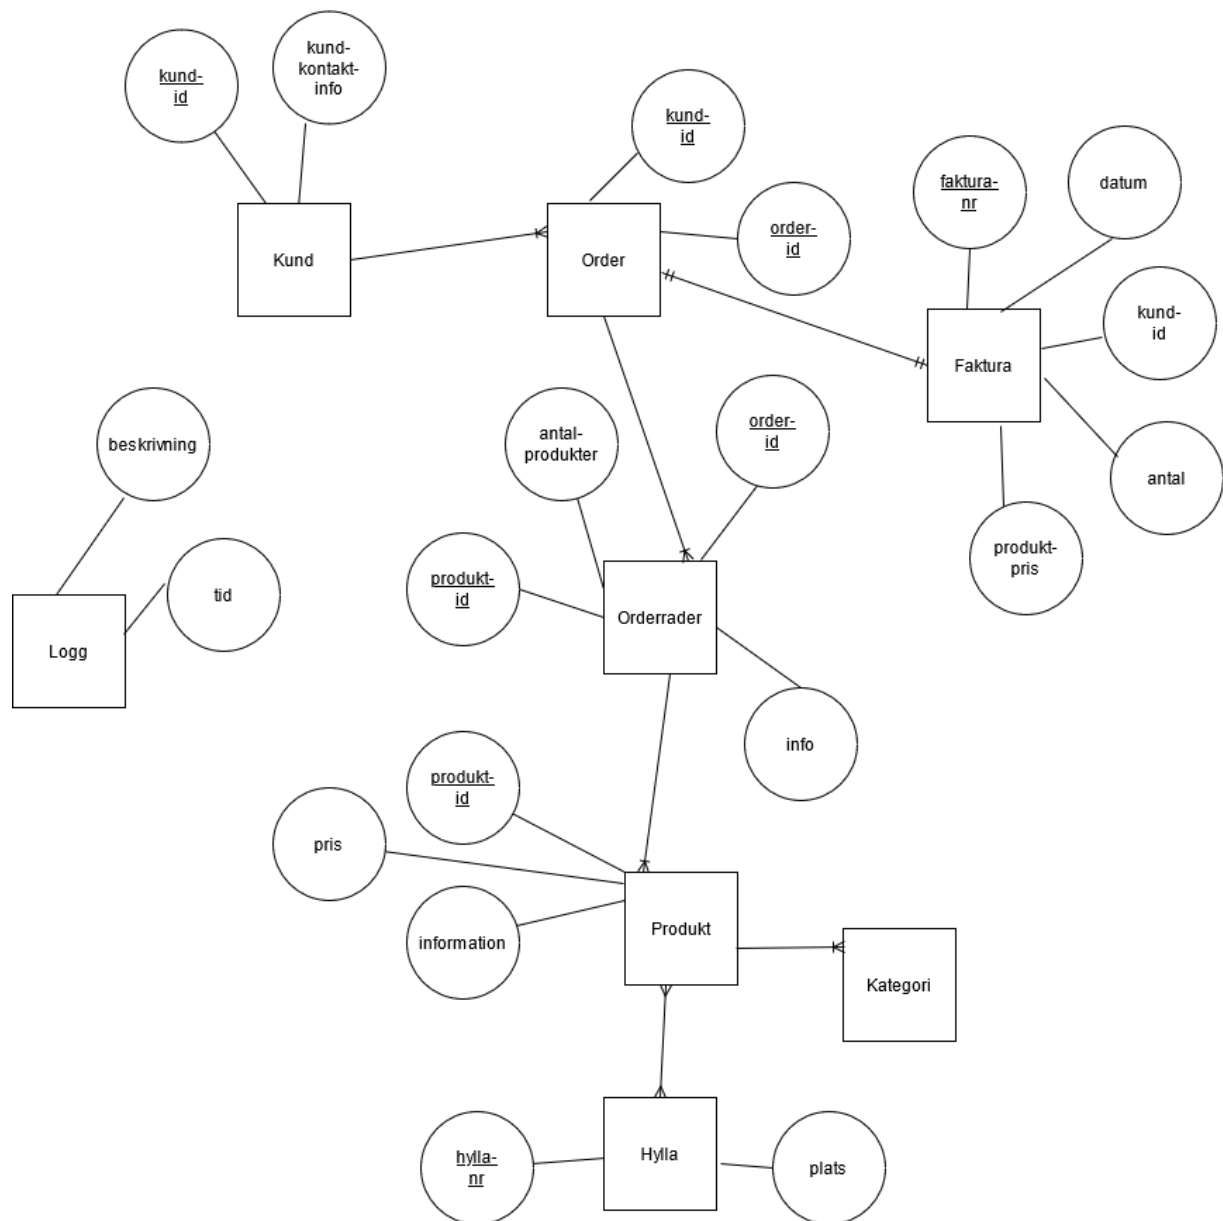 kund-
id
kund-
kontakt-
info
kund-
id
order-
id
faktura-
nr
datum
Kund
Order
kund-
id
Faktura
beskrivning
antal-
produkter
order-
id
antal
produkt-
pris
tid
produkt-
id
Orderrader
Logg
info
produkt-
id
pris
information
Produkt
Kategori
hylla-
nr
Hylla
plats